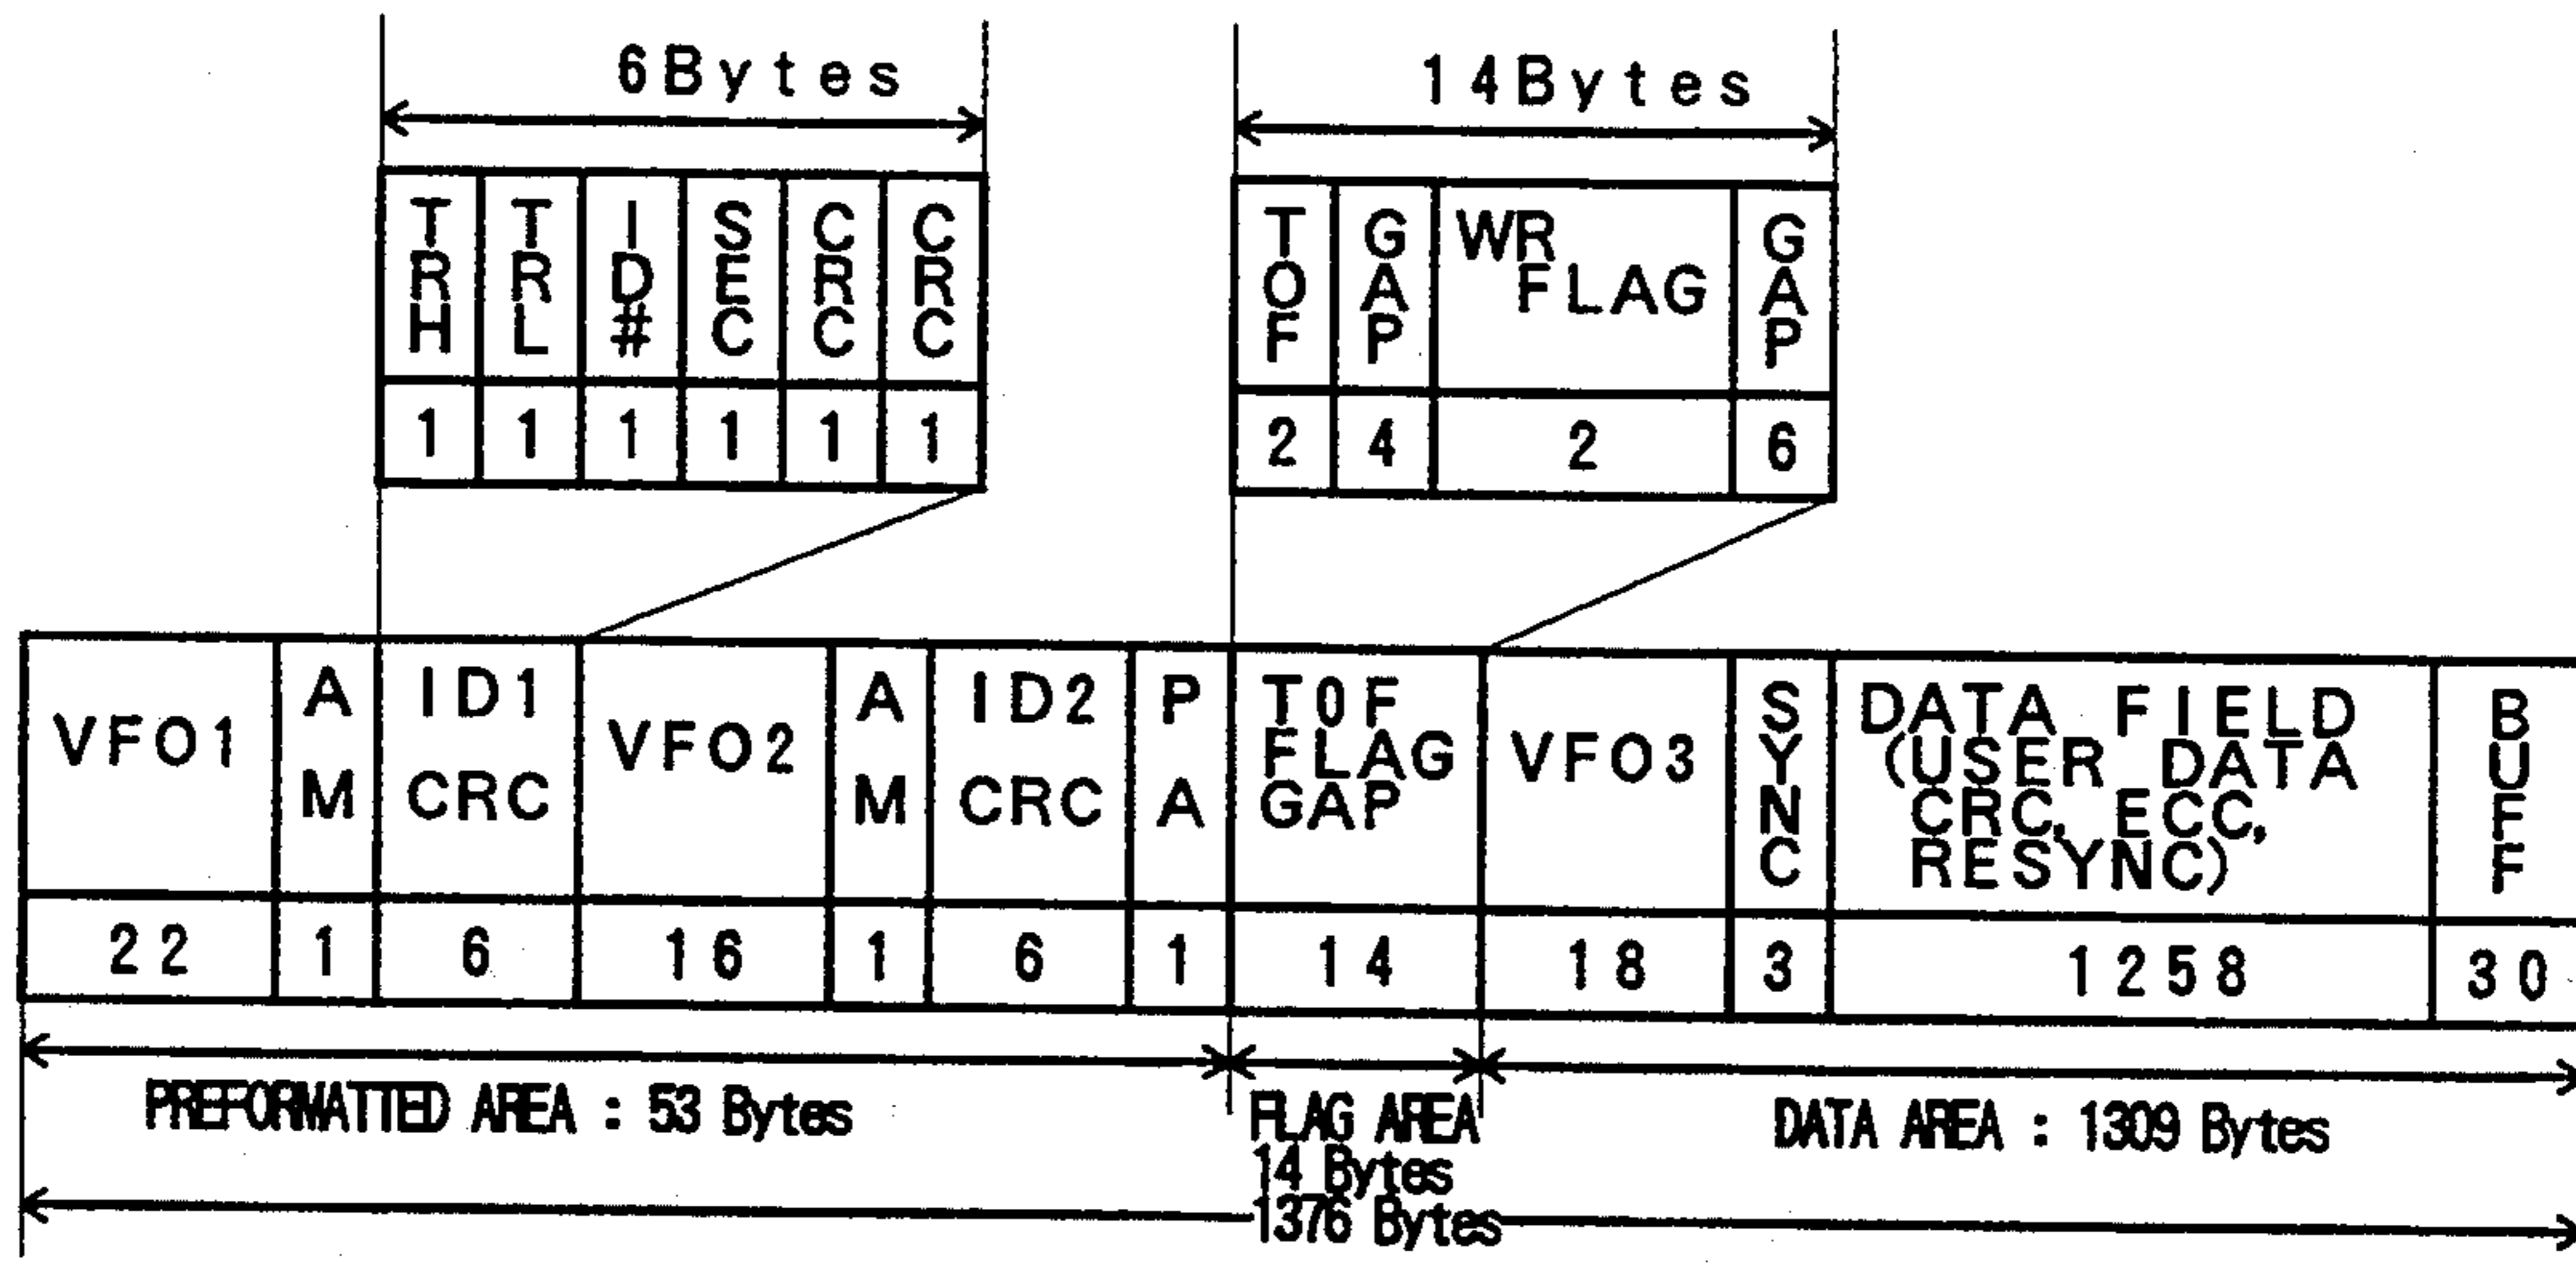 6Bytes
14Bytes
TRH TRL ID# SEC CRC CRC
1 1 1 1 1 1
TOF GAP WR FLAG GAP
2 4 2 6
VFO1
AM
ID1
CRC
VFO2
AM
ID2
CRC
PA
TOF
FLAG
GAP
VFO3
SYNC
DATA FIELD
(USER DATA
CRC, ECC,
RESYNC)
BUFF
22 1 6 16 1 6 1 14 18 3 1258 30
PREFORMATTED AREA : 53 Bytes
FLAG AREA
14 Bytes
DATA AREA : 1309 Bytes
1376 Bytes